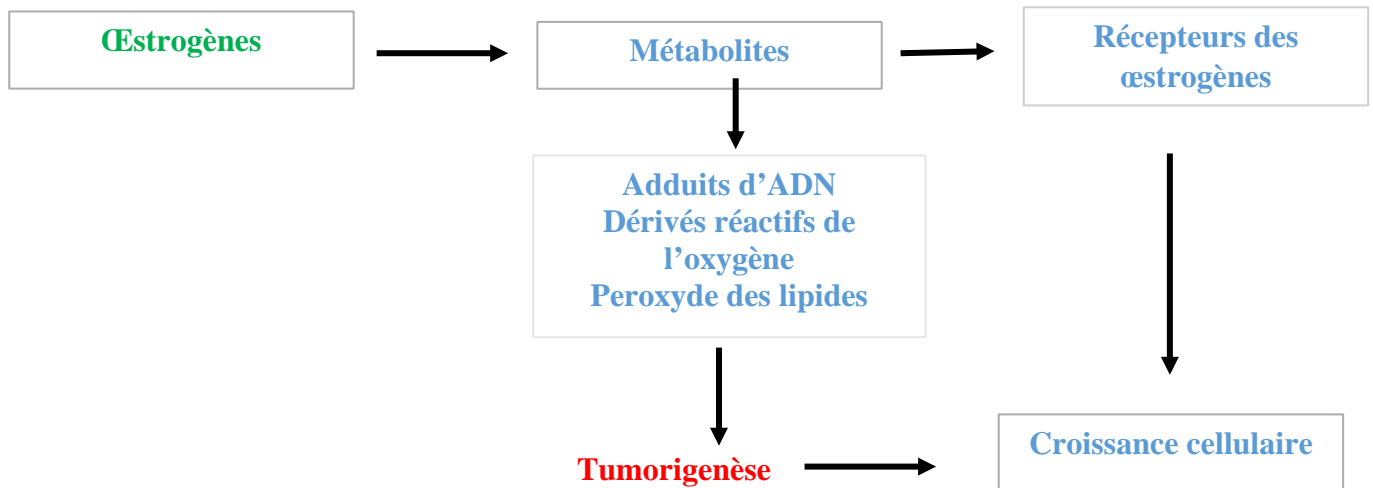 Œstrogènes
Métabolites
Récepteurs des
œstrogènes
Adduits d’ADN
Dérivés réactifs de
l’oxygène
Peroxyde des lipides
Tumorigenèse
Croissance cellulaire